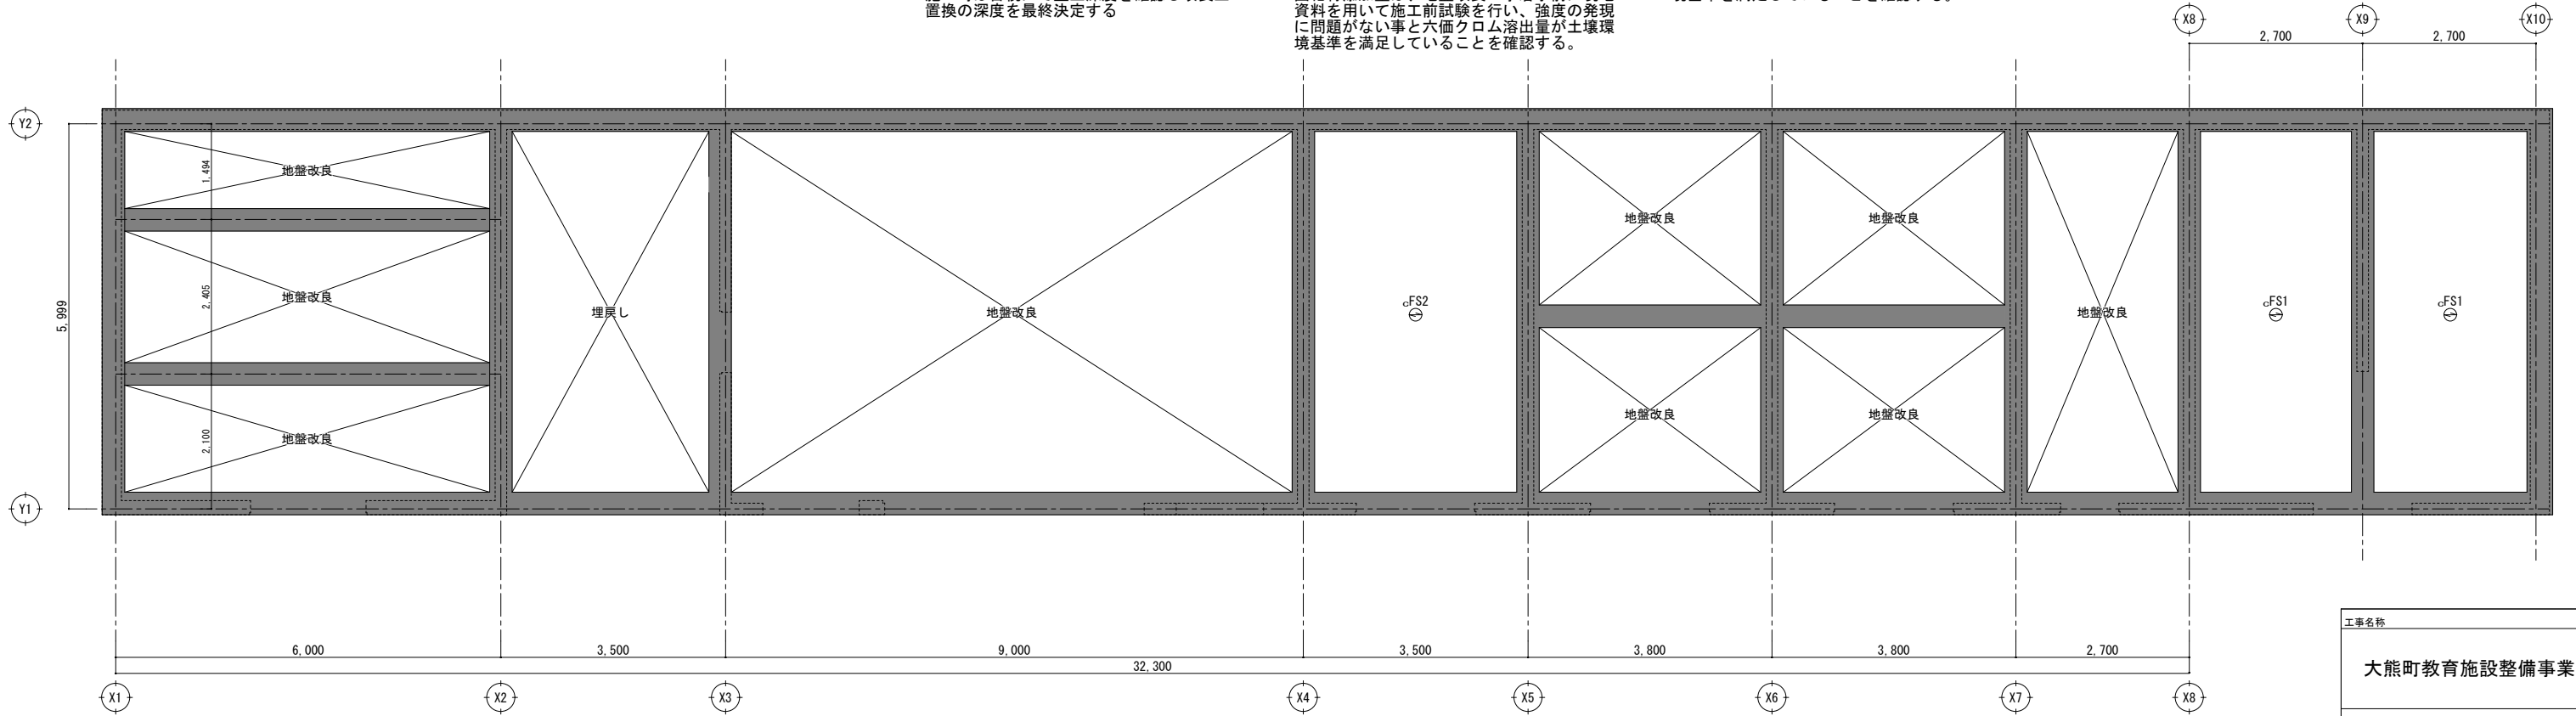 置換の深度を最終決定する
資料を用いて施工前試験を行い、強度の発現
に問題がない事と六価クロム溶出量が土壌環
境基準を満足していることを確認する。
X8
X9
X10
2,700
2,700
Y2
Y1
5,999
1,494
2,405
2,100
地盤改良
地盤改良
地盤改良
埋戻し
地盤改良
cFS2
地盤改良
地盤改良
地盤改良
地盤改良
地盤改良
cFS1
cFS1
6,000
3,500
9,000
3,500
3,800
3,800
2,700
32,300
X1
X2
X3
X4
X5
X6
X7
X8
工事名称
大熊町教育施設整備事業